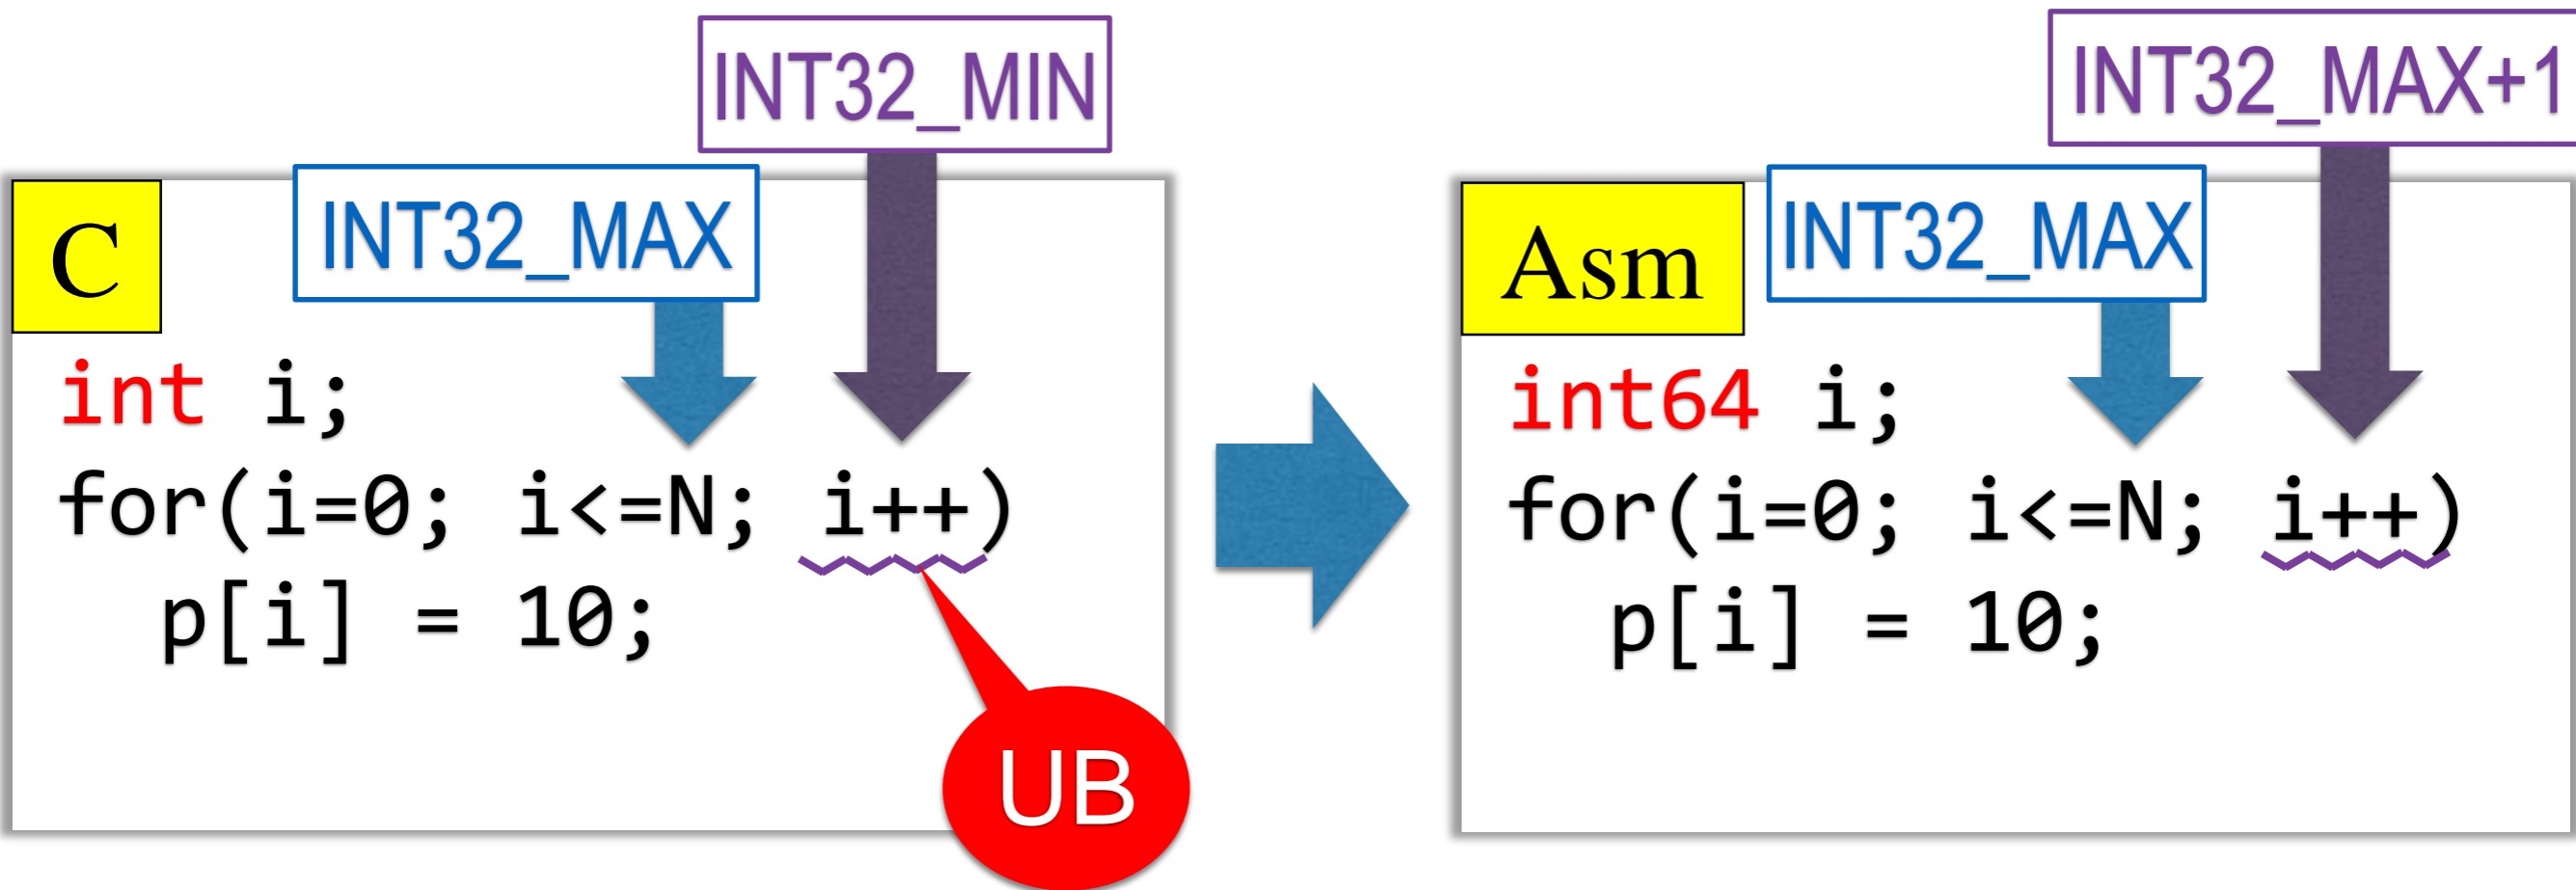 INT32_MIN
INT32_MAX
C
int i;
for(i=0; i<=N; i++)
p[i] = 10;
UB
INT32_MAX+1
INT32_MAX
Asm
int64 i;
for(i=0; i<=N; i++)
p[i] = 10;